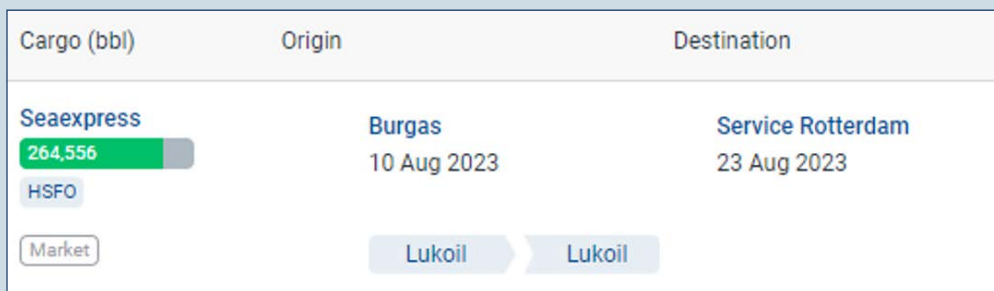 Cargo (bbl) Origin Destination
Seaexpress
264,556
HSFO
Burgas
10 Aug 2023
Service Rotterdam
23 Aug 2023
Market
Lukoil Lukoil